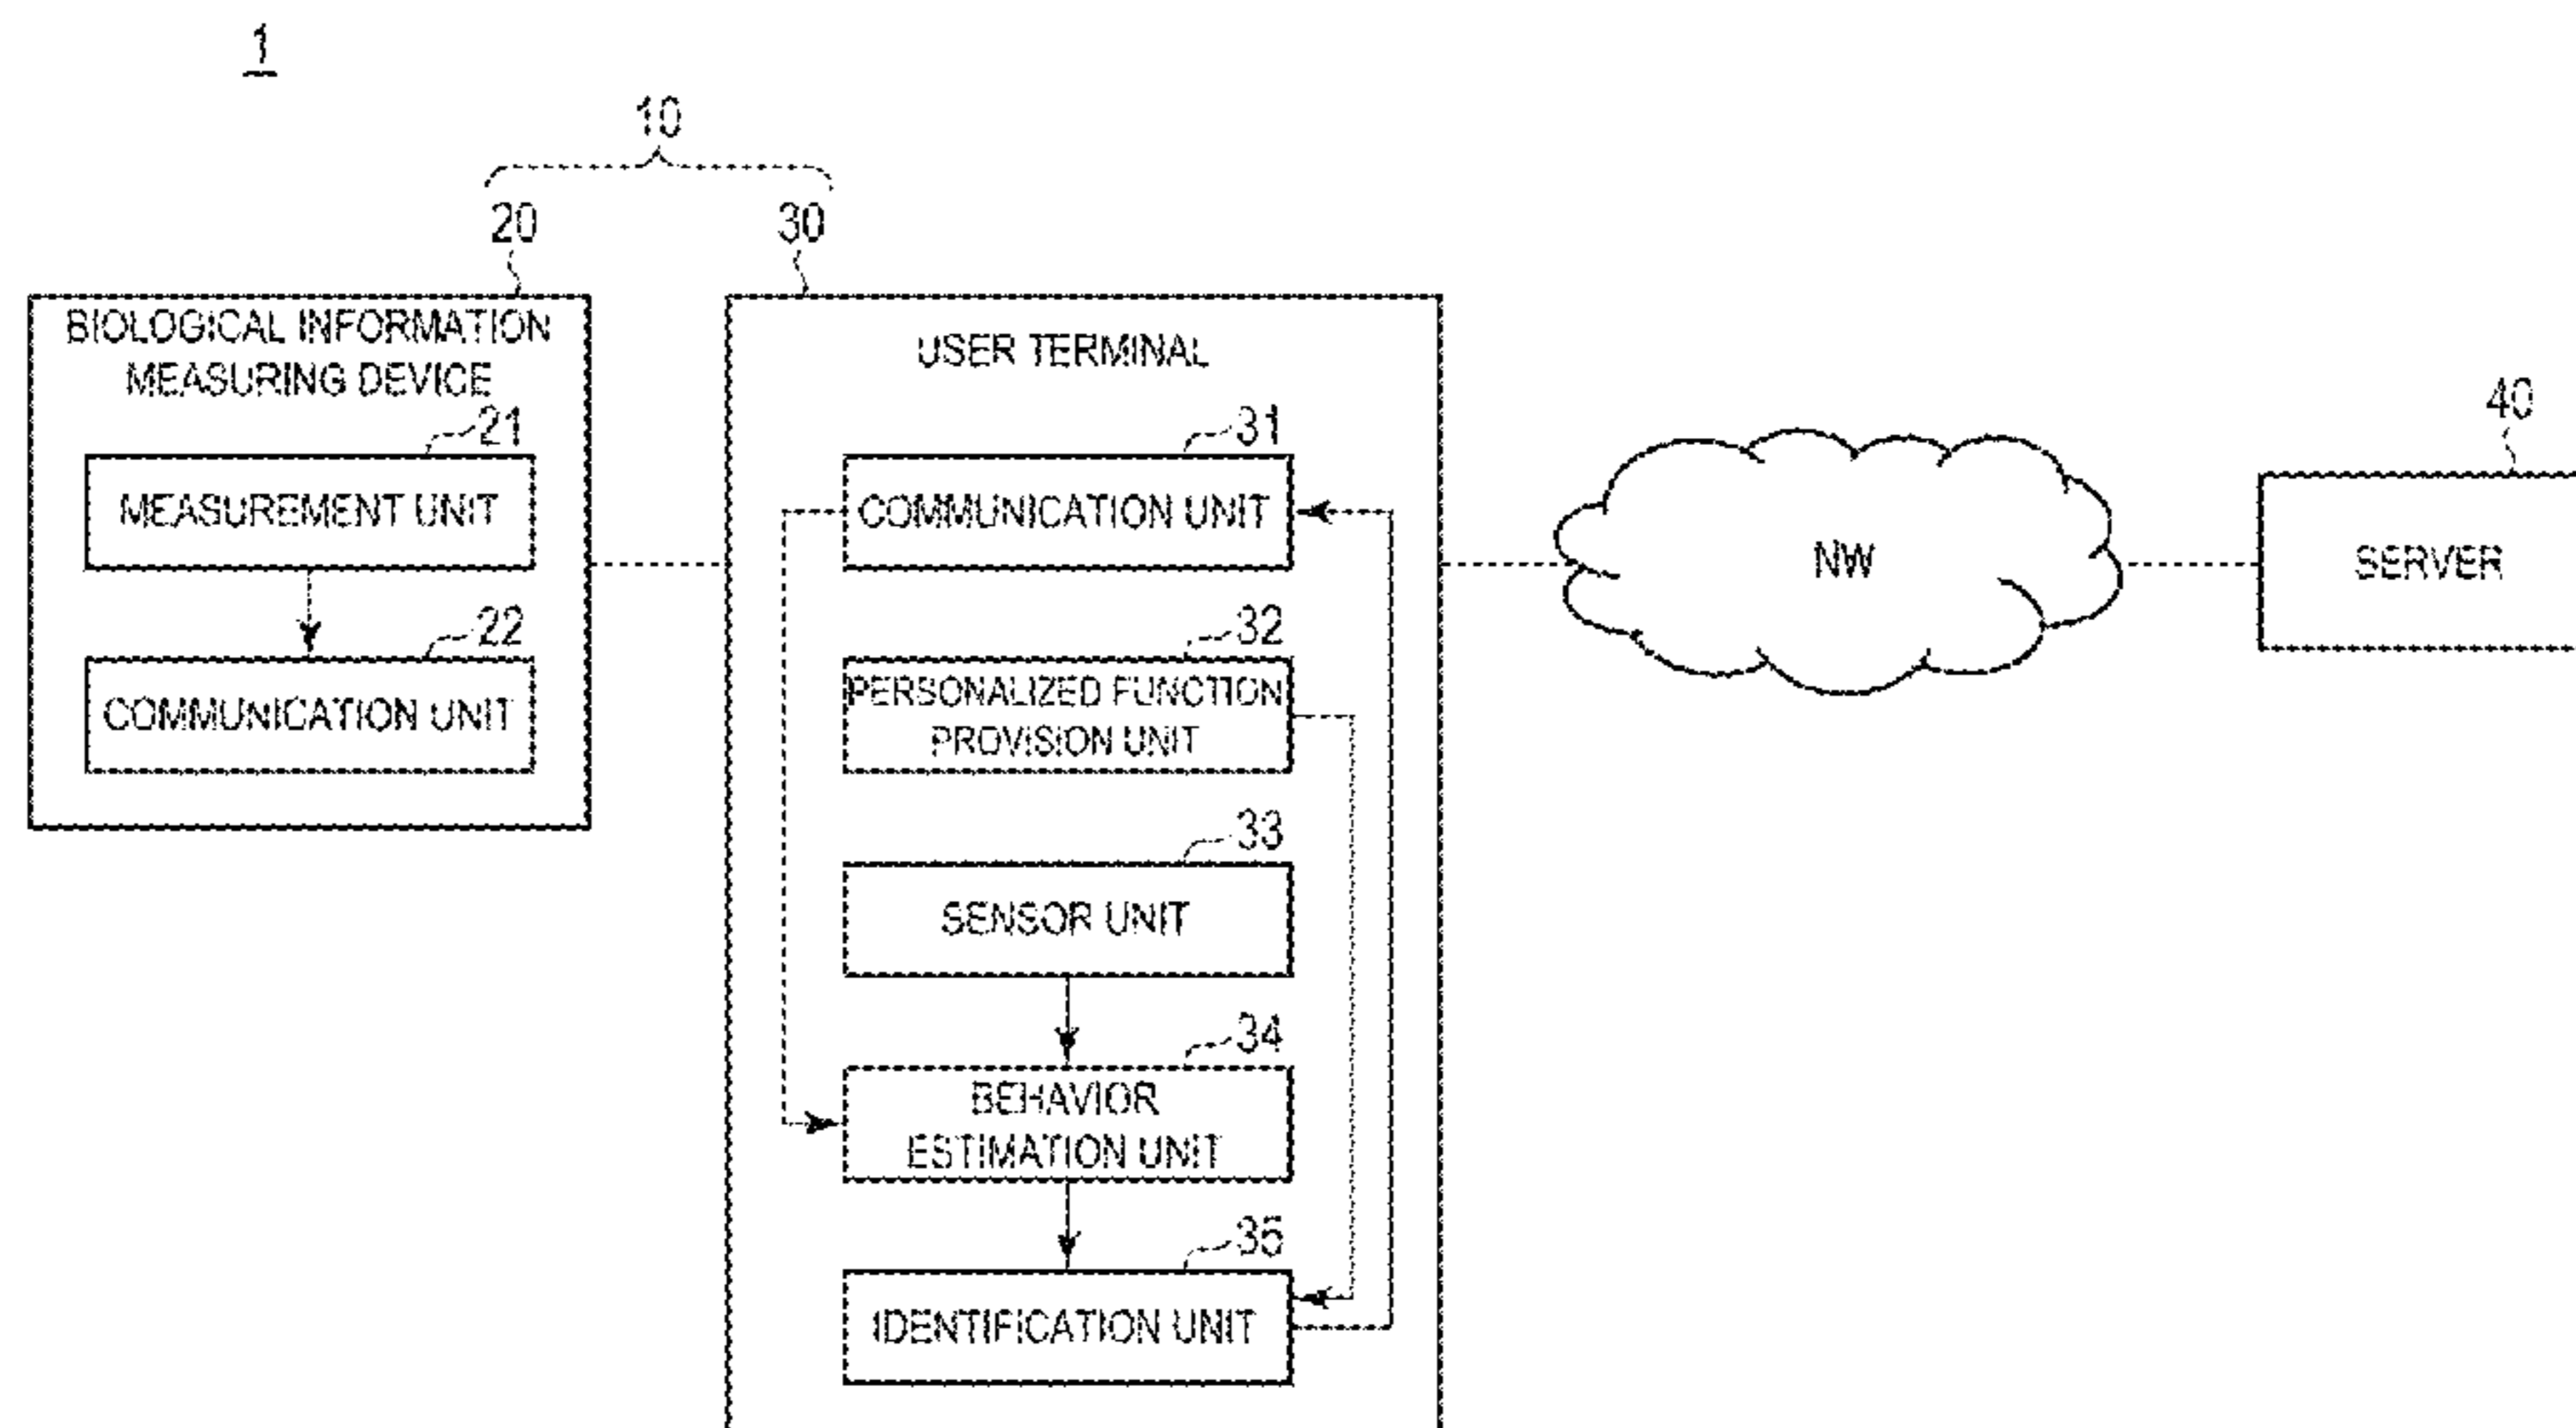 1
10
20
30
BIOLOGICAL INFORMATION
MEASURING DEVICE
21
MEASUREMENT UNIT
22
COMMUNICATION UNIT
USER TERMINAL
31
COMMUNICATION UNIT
32
PERSONALIZED FUNCTION
PROVISION UNIT
33
SENSOR UNIT
34
BEHAVIOR
ESTIMATION UNIT
35
IDENTIFICATION UNIT
NW
40
SERVER